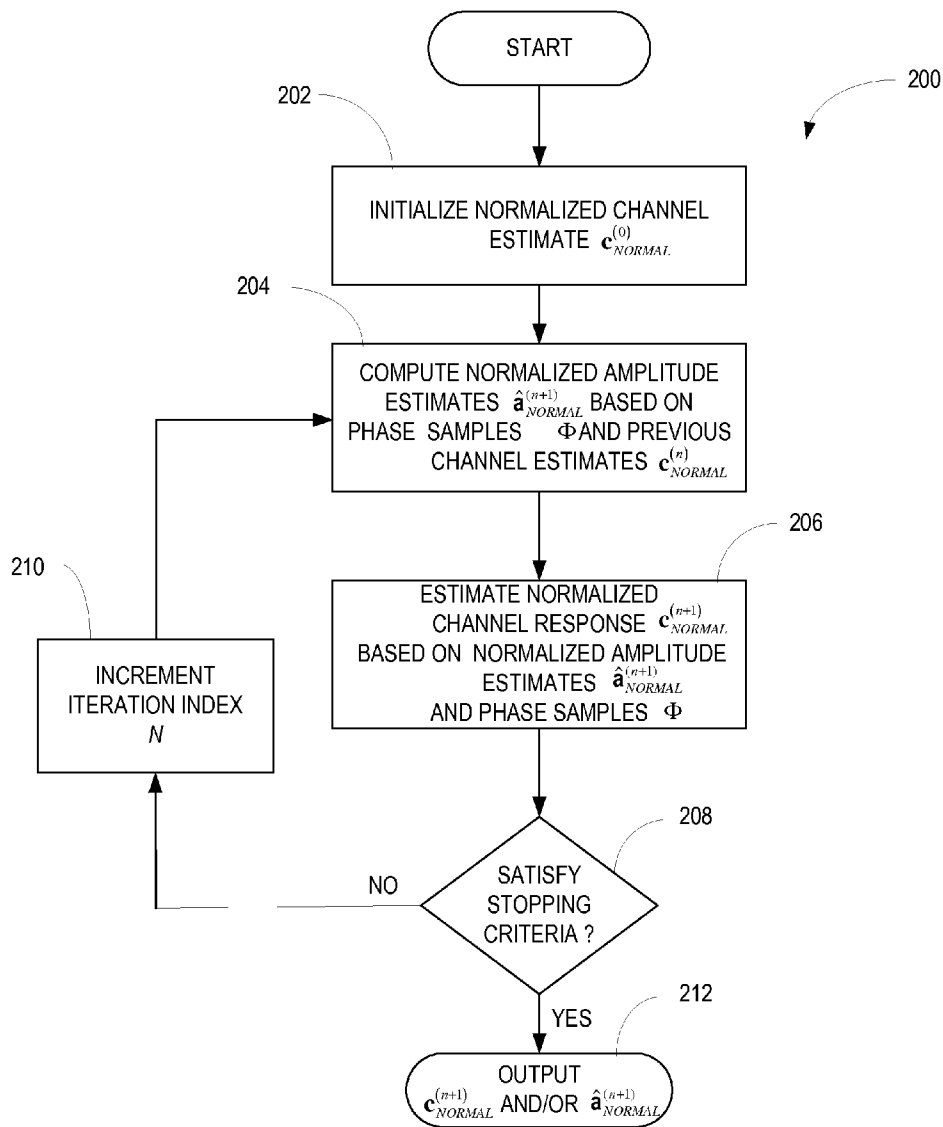 START
200
202
INITIALIZE NORMALIZED CHANNEL
ESTIMATE c^{(0)}_{NORMAL}
204
COMPUTE NORMALIZED AMPLITUDE
ESTIMATES â^{(n+1)}_{NORMAL} BASED ON
PHASE SAMPLES Φ AND PREVIOUS
CHANNEL ESTIMATES c^{(n)}_{NORMAL}
206
ESTIMATE NORMALIZED
CHANNEL RESPONSE c^{(n+1)}_{NORMAL}
BASED ON NORMALIZED AMPLITUDE
ESTIMATES â^{(n+1)}_{NORMAL}
AND PHASE SAMPLES Φ
210
INCREMENT
ITERATION INDEX
N
208
SATISFY
STOPPING
CRITERIA ?
NO
YES
212
OUTPUT
c^{(n+1)}_{NORMAL} AND/OR â^{(n+1)}_{NORMAL}